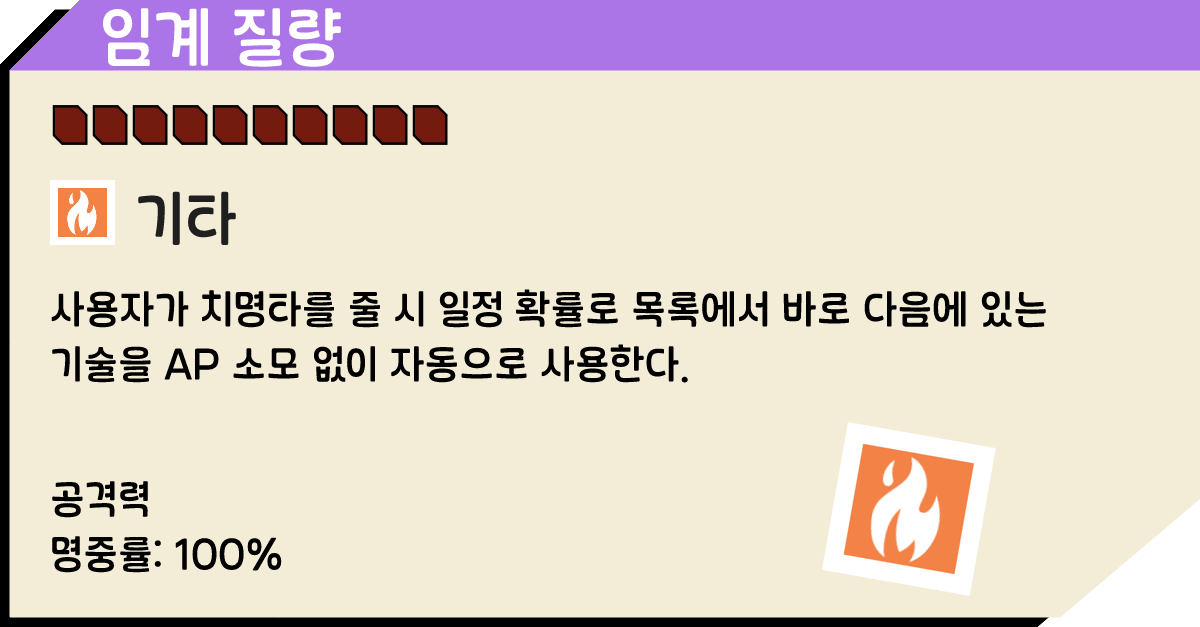 임계 질량
기타
사용자가 치명타를 줄 시 일정 확률로 목록에서 바로 다음에 있는
기술을 AP 소모 없이 자동으로 사용한다.
공격력
명중률: 100%